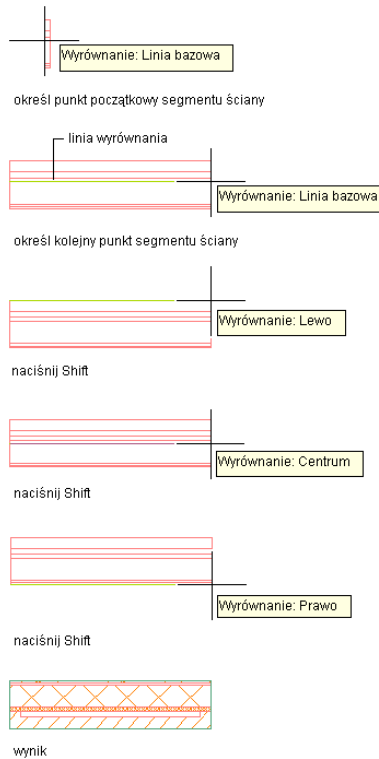 Wyrównanie: Linia bazowa
określ punkt początkowy segmentu ściany
linia wyrównania
Wyrównanie: Linia bazowa
określ kolejny punkt segmentu ściany
Wyrównanie: Lewo
naciśnij Shift
Wyrównanie: Centrum
naciśnij Shift
Wyrównanie: Prawo
naciśnij Shift
wynik